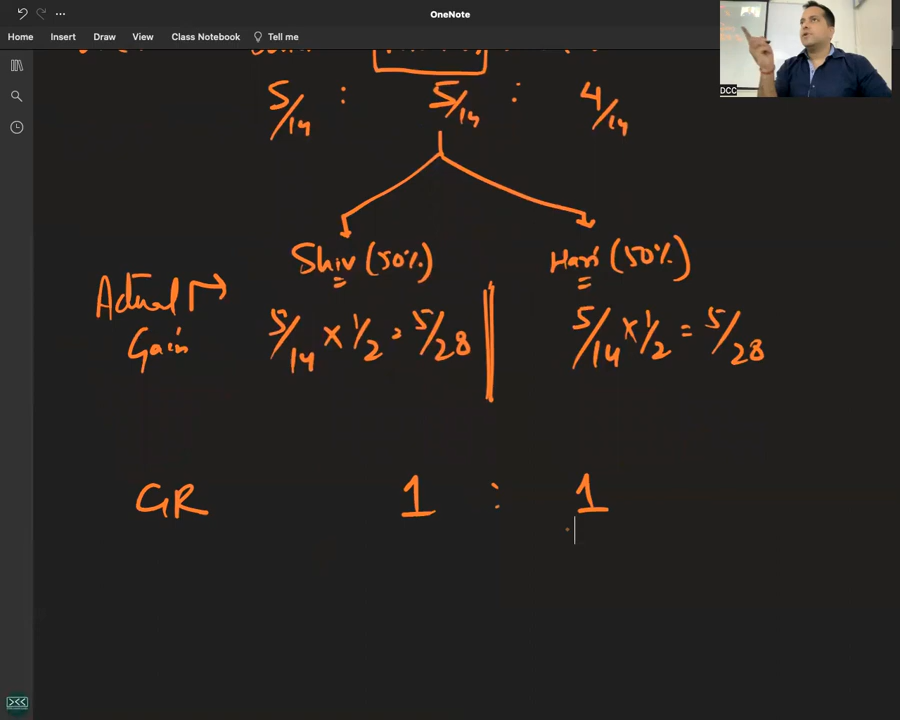 OneNote
Home Insert Draw View Class Notebook Tell me
DCC
5/14 : 5/14 : 4/14
Shiv (50%) Hari (50%)
Actual Gain
5/14 × 1/2 = 5/28
5/14 × 1/2 = 5/28
GR 1 : 1